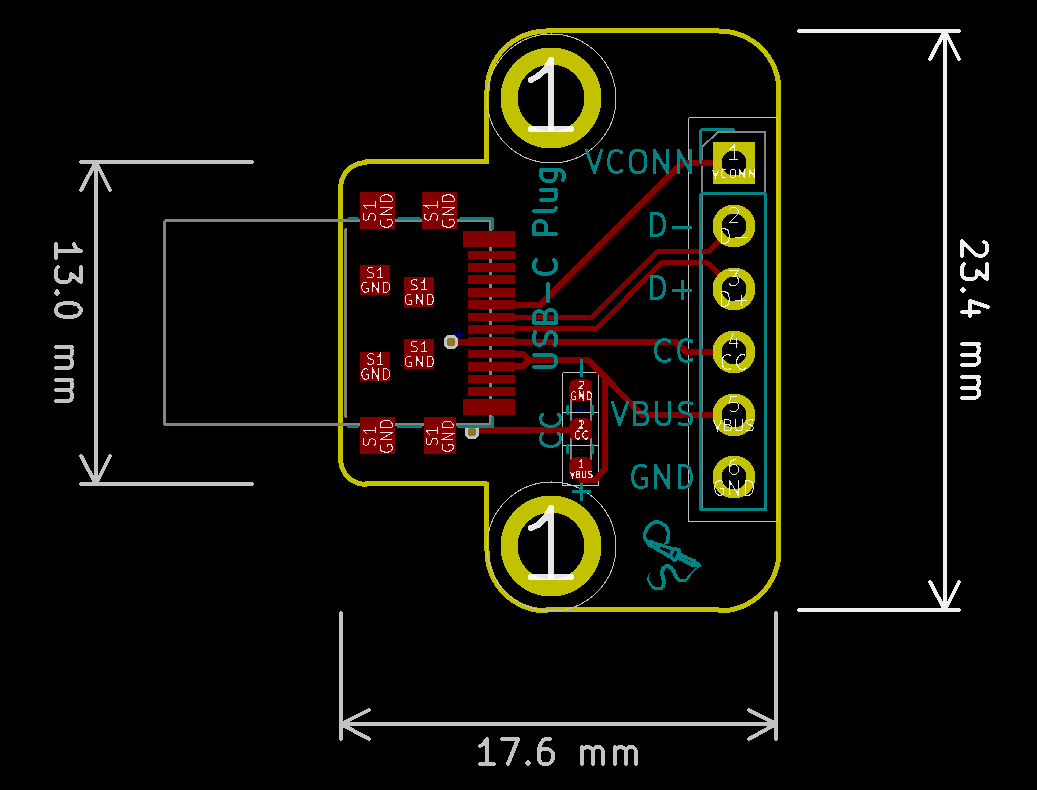 1
VCONN
1
VCONN
USB-C Plug
S1
GND
S1
GND
D-
2
D-
23.4 mm
13.0 mm
S1
GND
S1
GND
D+
3
D+
S1
GND
S1
GND
CC
4
CC
-
2
GND
VBUS
5
VBUS
CC
2
CC
S1
GND
S1
GND
1
VBUS
+
GND
6
GND
1
17.6 mm